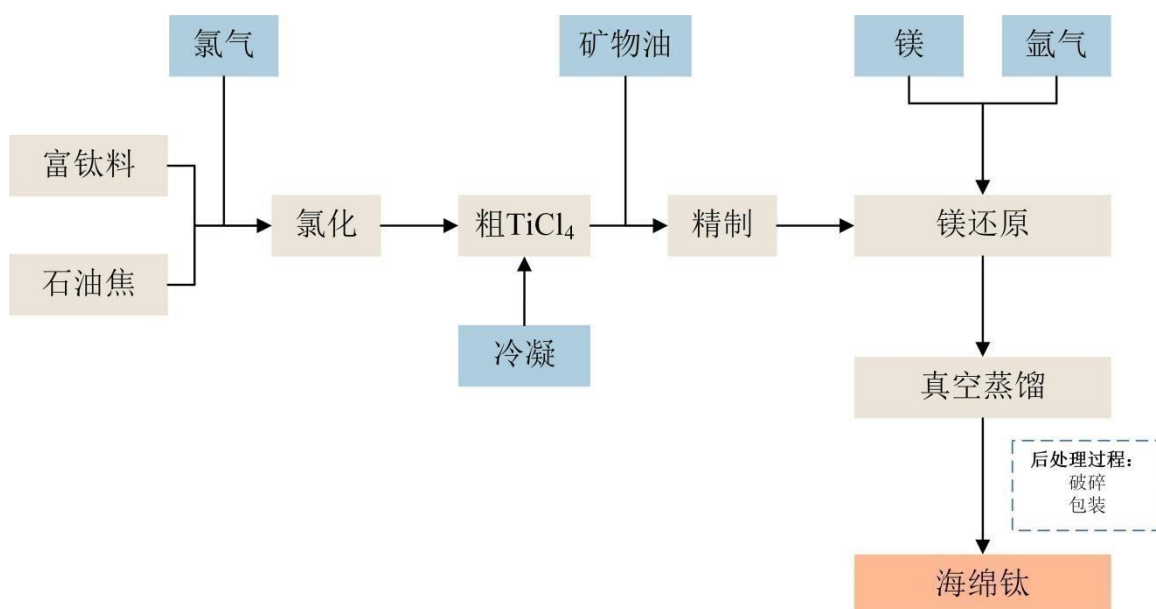 氯气
矿物油
镁
氩气
富钛料
石油焦
氯化
粗TiCl₄
精制
镁还原
冷凝
真空蒸馏
后处理过程：
破碎
包装
海绵钛